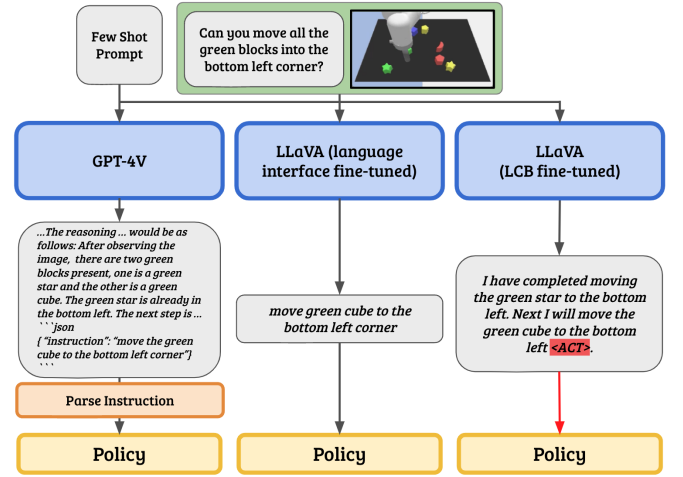 Few Shot
Prompt
Can you move all the
green blocks into the
bottom left corner?
GPT-4V
LLaVA (language
interface fine-tuned)
LLaVA
(LCB fine-tuned)
...The reasoning ... would be as
follows: After observing the
image,  there are two green
blocks present, one is a green
star and the other is a green
cube. The green star is already in
the bottom left. The next step is ...
```json
{ “instruction”: “move the green
cube to the bottom left corner”}
```
move green cube to the
bottom left corner
I have completed moving
the green star to the bottom
left. Next I will move the
green cube to the bottom
left <ACT>.
Parse Instruction
Policy
Policy
Policy